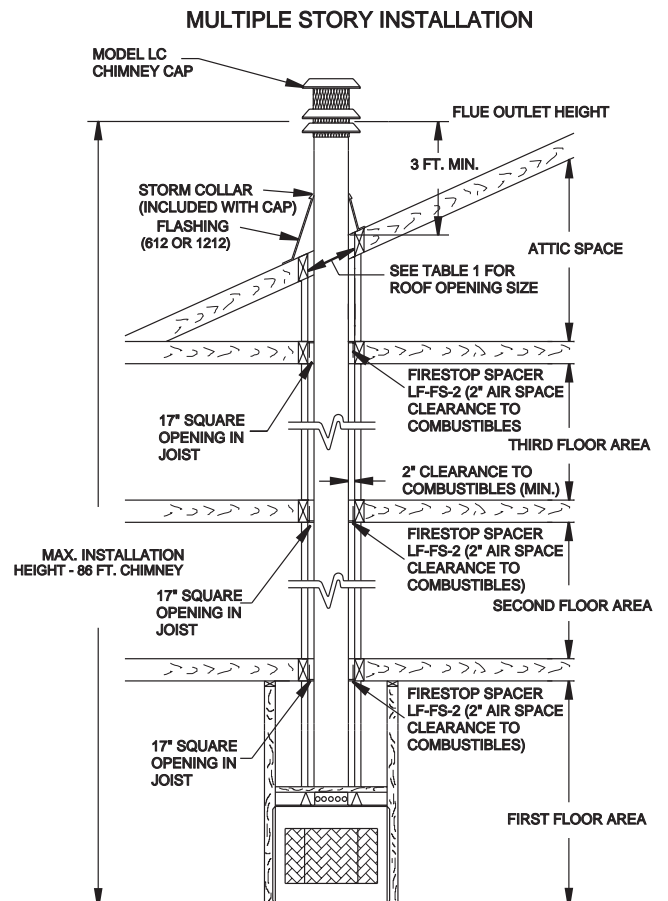 MULTIPLE STORY INSTALLATION
MODEL LC
CHIMNEY CAP
FLUE OUTLET HEIGHT
3 FT. MIN.
STORM COLLAR
(INCLUDED WITH CAP)
FLASHING
(612 OR 1212)
ATTIC SPACE
SEE TABLE 1 FOR
ROOF OPENING SIZE
FIRESTOP SPACER
LF-FS-2 (2" AIR SPACE
CLEARANCE TO
COMBUSTIBLES
17" SQUARE
OPENING IN
JOIST
THIRD FLOOR AREA
2" CLEARANCE TO
COMBUSTIBLES (MIN.)
FIRESTOP SPACER
LF-FS-2 (2" AIR SPACE
CLEARANCE TO
COMBUSTIBLES)
MAX. INSTALLATION
HEIGHT - 86 FT. CHIMNEY
17" SQUARE
OPENING IN
JOIST
SECOND FLOOR AREA
FIRESTOP SPACER
LF-FS-2 (2" AIR SPACE
CLEARANCE TO
COMBUSTIBLES)
17" SQUARE
OPENING IN
JOIST
FIRST FLOOR AREA